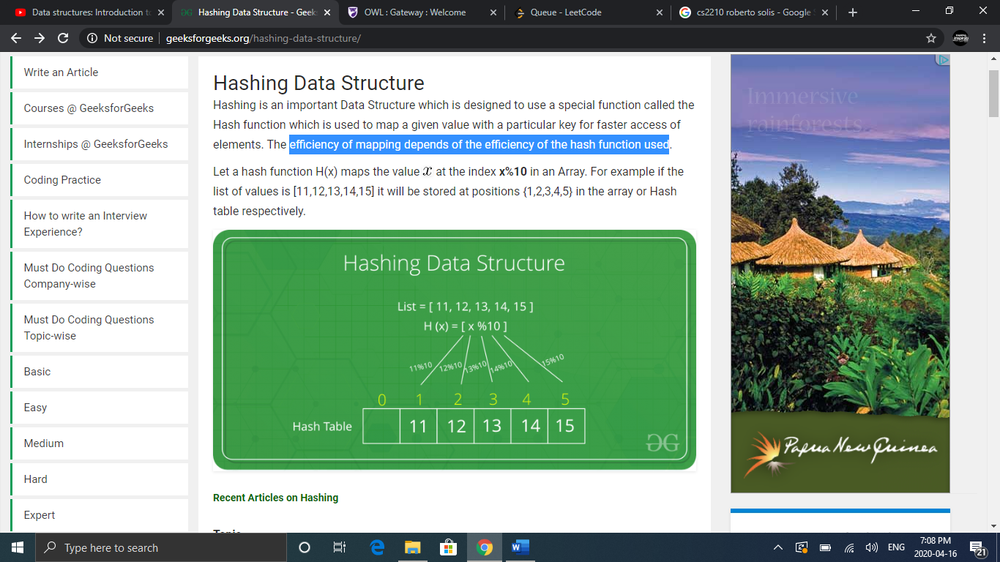 Data structures: Introduction to
Hashing Data Structure - Geeks
OWL : Gateway : Welcome
Queue - LeetCode
cs2210 roberto solis - Google S
Not secure
geeksforgeeks.org/hashing-data-structure/
Write an Article
Courses @ GeeksforGeeks
Internships @ GeeksforGeeks
Coding Practice
How to write an Interview
Experience?
Must Do Coding Questions
Company-wise
Must Do Coding Questions
Topic-wise
Basic
Easy
Medium
Hard
Expert
Hashing Data Structure
Hashing is an important Data Structure which is designed to use a special function called the
Hash function which is used to map a given value with a particular key for faster access of
elements. The efficiency of mapping depends of the efficiency of the hash function used.
Let a hash function H(x) maps the value x at the index x%10 in an Array. For example if the
list of values is [11,12,13,14,15] it will be stored at positions {1,2,3,4,5} in the array or Hash
table respectively.
Hashing Data Structure
List = [ 11, 12, 13, 14, 15 ]
H (x) = [ x %10 ]
11%10 12%10 13%10 14%10 15%10
0 1 2 3 4 5
Hash Table 11 12 13 14 15
Recent Articles on Hashing
Immersive
rainforests.
Papua New Guinea
Type here to search
ENG
7:08 PM
2020-04-16
21